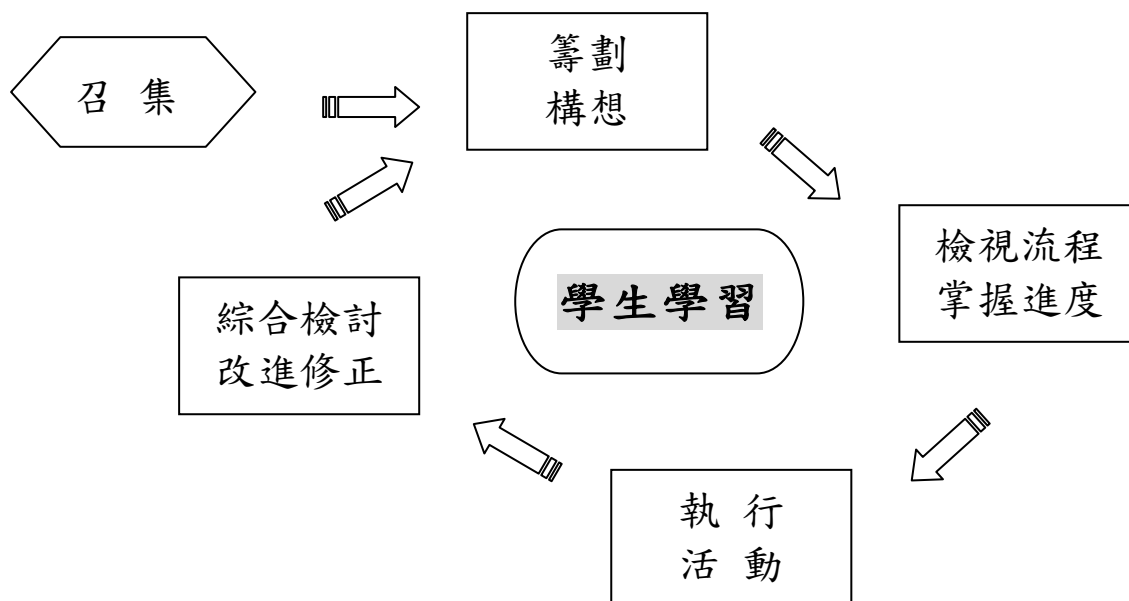 召 集
籌劃
構想
檢視流程
掌握進度
學生學習
綜合檢討
改進修正
執 行
活 動